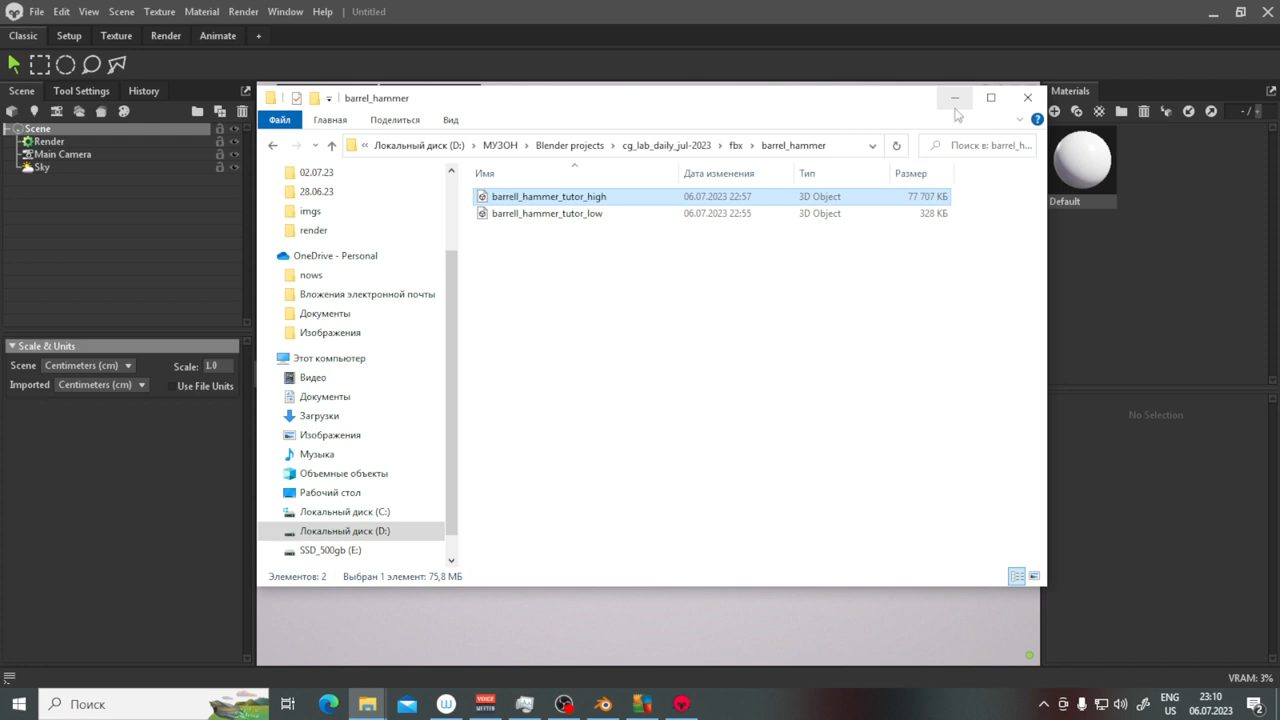 File Edit View Scene Material Render Window Help Untitled
Classic Setup Texture Render Animate +
Scene Tool Settings History
Materials
barrel_hammer
Файл Главная Поделиться Вид
« Локальный диск (D:) › МУЗОН › Blender projects › cg_lab_daily_jul-2023 › fbx › barrel_hammer
Поиск в: barrel_h...
Scene
Render
Main Camera
Sky
Имя Дата изменения Тип Размер
barrell_hammer_tutor_high 06.07.2023 22:57 3D Object 77 707 КБ
barrell_hammer_tutor_low 06.07.2023 22:55 3D Object 328 КБ
02.07.23
28.06.23
imgs
render
OneDrive - Personal
nows
Вложения электронной почты
Документы
Изображения
Этот компьютер
Видео
Документы
Загрузки
Изображения
Музыка
Объемные объекты
Рабочий стол
Локальный диск (C:)
Локальный диск (D:)
SSD_500gb (E:)
Элементов: 2 Выбран 1 элемент: 75,8 МБ
Default
Scale & Units
Scene Centimeters (cm) Scale: 1.0
Imported Centimeters (cm) Use File Units
No Selection
VRAM: 3%
Поиск
ENG
US
23:10
06.07.2023
2